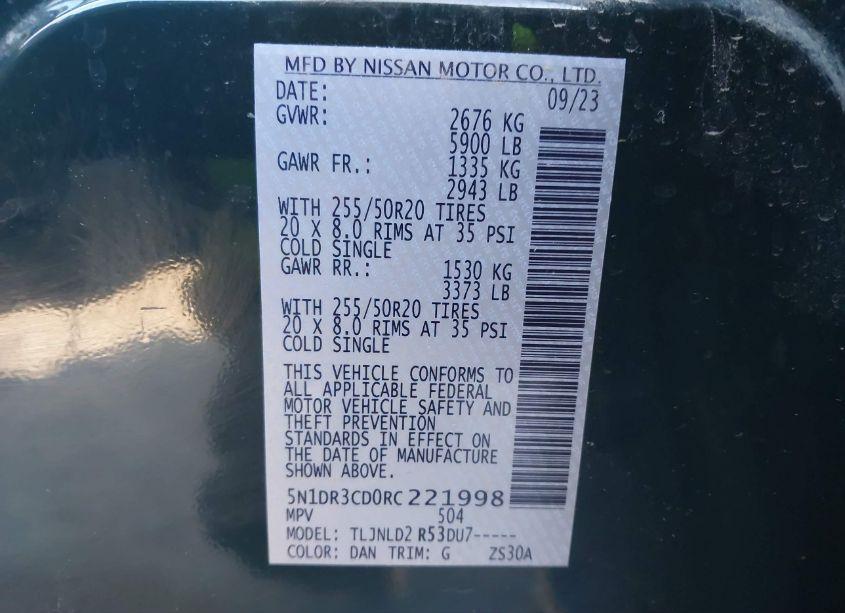 MFD BY NISSAN MOTOR CO., LTD.
DATE: 09/23
GVWR: 2676 KG
5900 LB
GAWR FR.: 1335 KG
2943 LB
WITH 255/50R20 TIRES
20 X 8.0 RIMS AT 35 PSI
COLD SINGLE
GAWR RR.: 1530 KG
3373 LB
WITH 255/50R20 TIRES
20 X 8.0 RIMS AT 35 PSI
COLD SINGLE
THIS VEHICLE CONFORMS TO
ALL APPLICABLE FEDERAL
MOTOR VEHICLE SAFETY AND
THEFT PREVENTION
STANDARDS IN EFFECT ON
THE DATE OF MANUFACTURE
SHOWN ABOVE.
5N1DR3CD0RC221998
MPV 504
MODEL: TLJNLD2 R53DU7-----
COLOR: DAN TRIM: G ZS30A